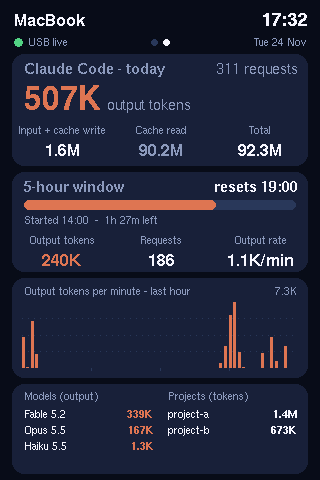 MacBook 17:32
USB live Tue 24 Nov
Claude Code - today 311 requests
507K output tokens
Input + cache write Cache read Total
1.6M 90.2M 92.3M
5-hour window resets 19:00
Started 14:00 - 1h 27m left
Output tokens Requests Output rate
240K 186 1.1K/min
Output tokens per minute - last hour 7.3K
Models (output) Projects (tokens)
Fable 5.2 339K project-a 1.4M
Opus 5.5 167K project-b 673K
Haiku 5.5 1.3K